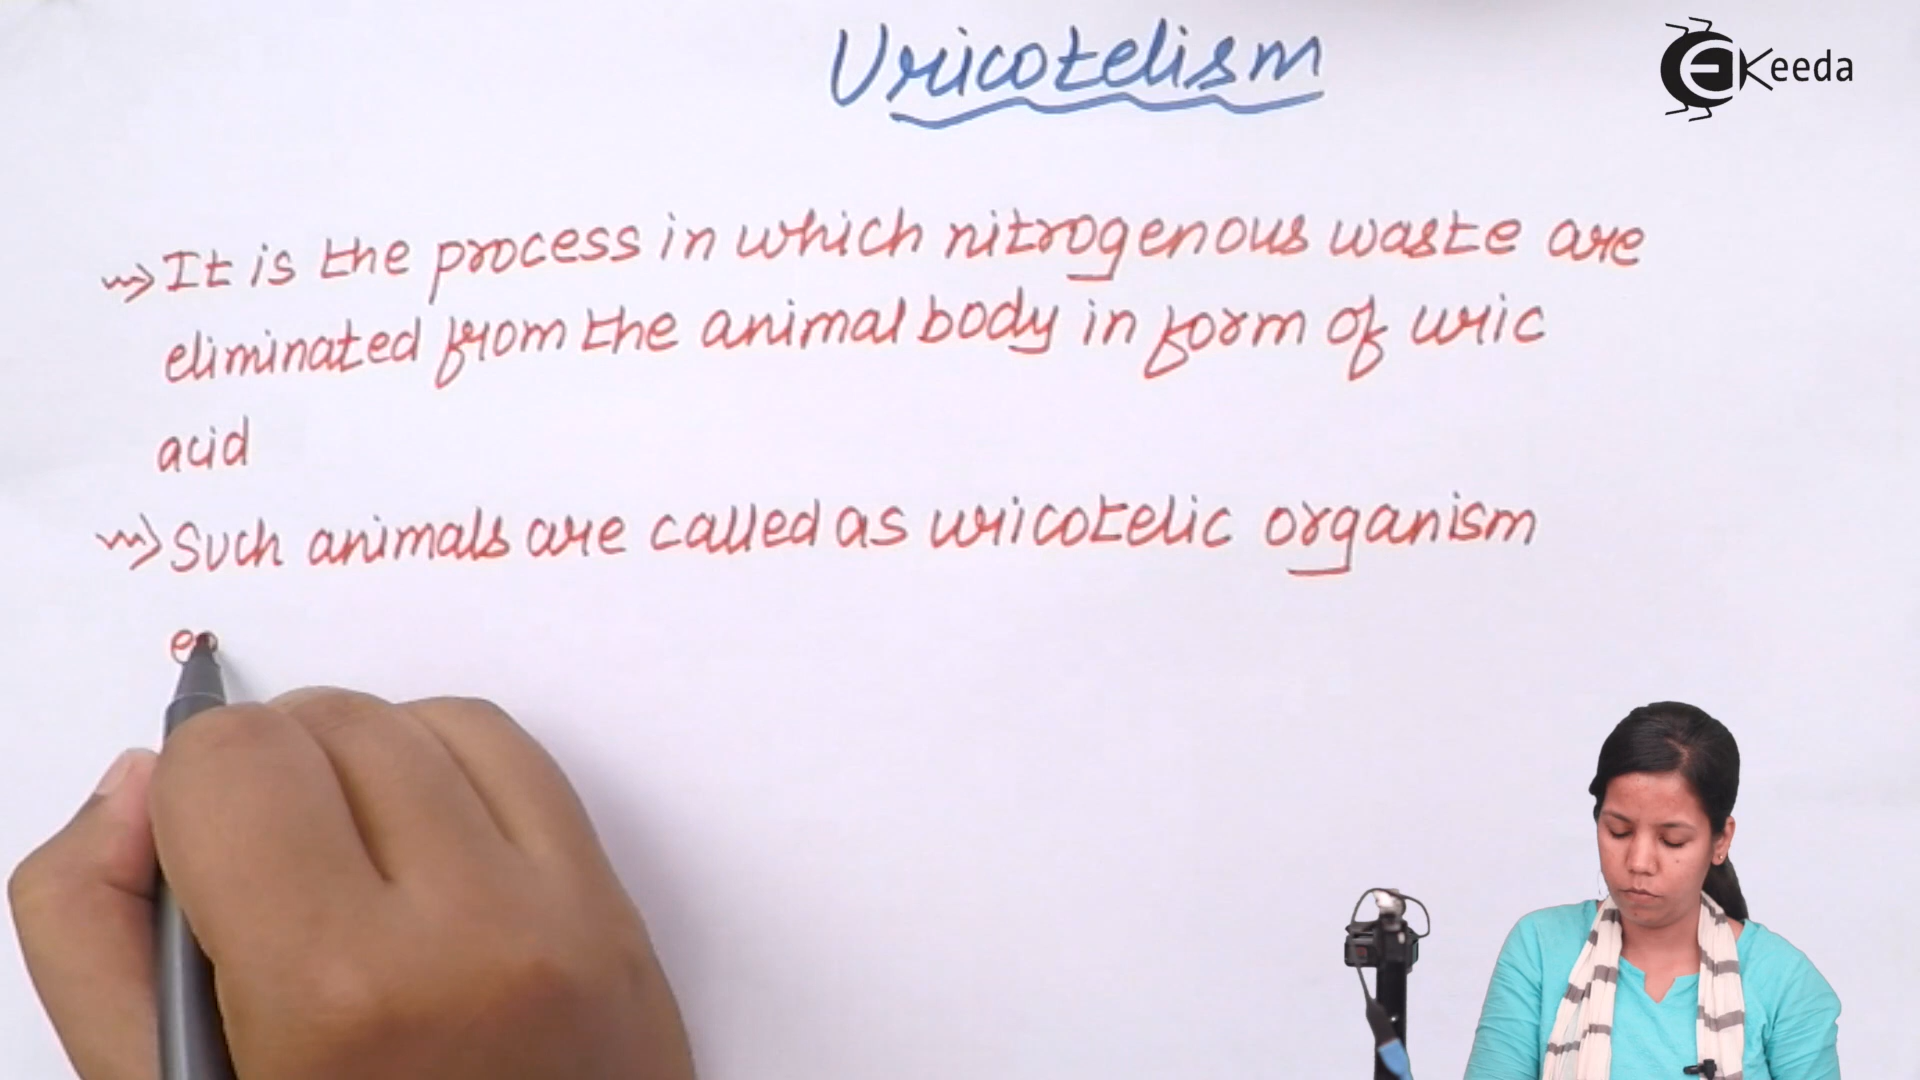 Uricotelism
EKeeda
⇝ It is the process in which nitrogenous waste are
eliminated from the animal body in form of uric
acid
⇝ Such animals are called as uricotelic organism